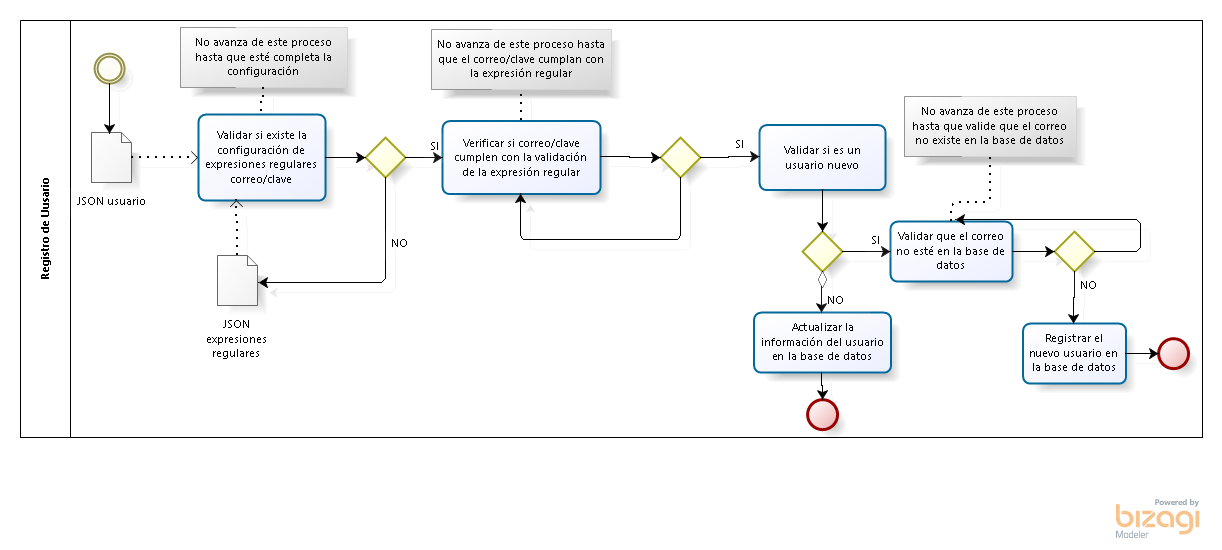 Registro de Uusario
JSON usuario
No avanza de este proceso
hasta que esté completa la
configuración
Validar si existe la
configuración de
expresiones regulares
correo/clave
JSON
expresiones
regulares
NO
SI
No avanza de este proceso hasta
que el correo/clave cumplan con
la expresión regular
Verificar si correo/clave
cumplen con la validación
de la expresión regular
SI
Validar si es un
usuario nuevo
SI
NO
Actualizar la
información del usuario
en la base de datos
No avanza de este proceso
hasta que valide que el correo
no existe en la base de datos
Validar que el correo
no esté en la base de
datos
NO
Registrar el
nuevo usuario en
la base de datos
Powered by
bizagi
Modeler